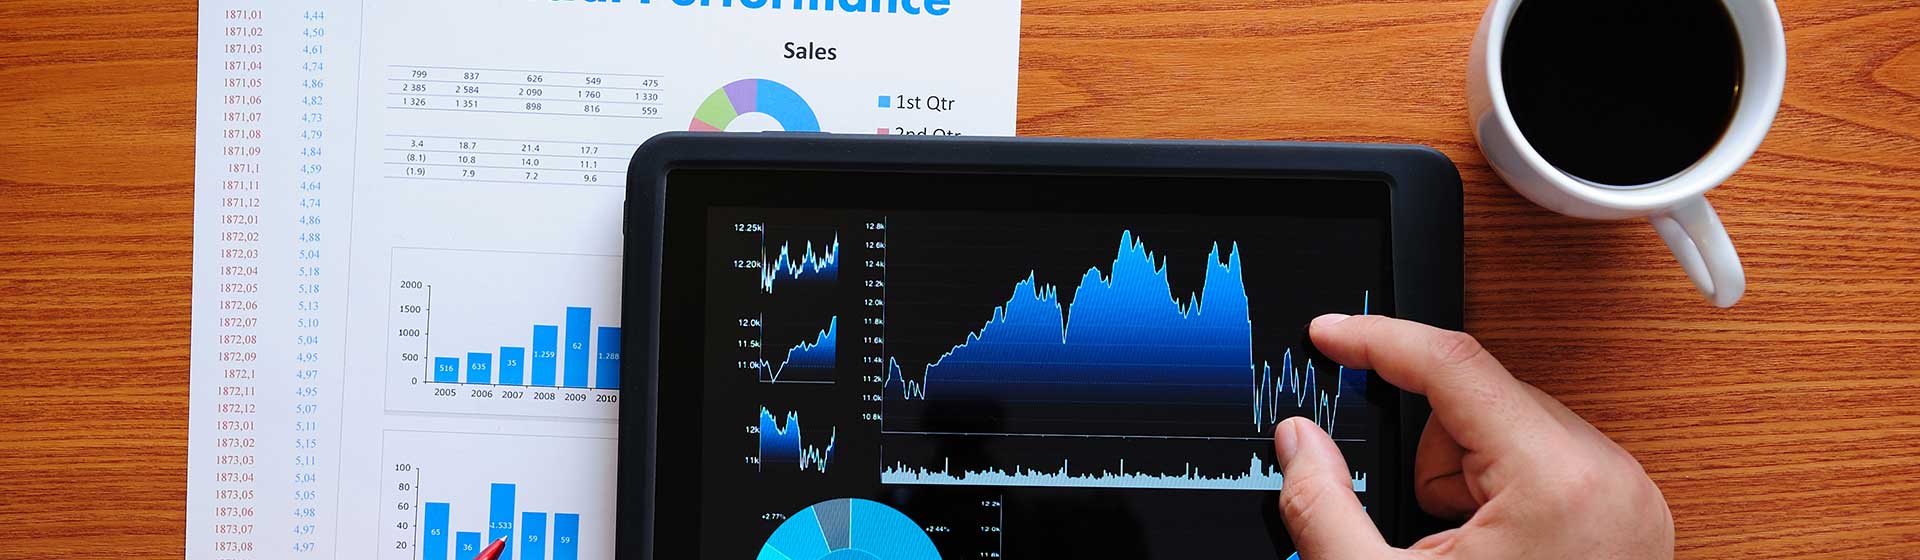 Performance
Sales
1st Qtr
2nd Qtr
1871,01 4,44
1871,02 4,50
1871,03 4,61
1871,04 4,74
1871,05 4,86
1871,06 4,82
1871,07 4,73
1871,08 4,79
1871,09 4,84
1871,1 4,59
1871,11 4,64
1871,12 4,74
1872,01 4,86
1872,02 4,88
1872,03 5,04
1872,04 5,18
1872,05 5,18
1872,06 5,13
1872,07 5,10
1872,08 5,04
1872,09 4,95
1872,1 4,97
1872,11 4,95
1872,12 5,07
1873,01 5,11
1873,02 5,15
1873,03 5,11
1873,04 5,04
1873,05 5,05
1873,06 4,98
1873,07 4,97
1873,08 4,97
799 837 626 549 475
2 385 2 584 2 090 1 760 1 330
1 326 1 351 898 816 559
3.4 18.7 21.4 17.7
(8.1) 10.8 14.0 11.1
(1.9) 7.9 7.2 9.6
2000
1500
1000
500
0
516 635 35 1.259 62 1.288
2005 2006 2007 2008 2009 2010
100
80
60
40
20
65 36 1.533 59 59
12.25k
12.20k
12.0k
11.5k
11.0k
12k
11k
12.8k
12.6k
12.4k
12.2k
12.0k
11.8k
11.6k
11.4k
11.2k
11.0k
10.8k
+2.77%
+2.44%
12.2k
12.0k
11.8k